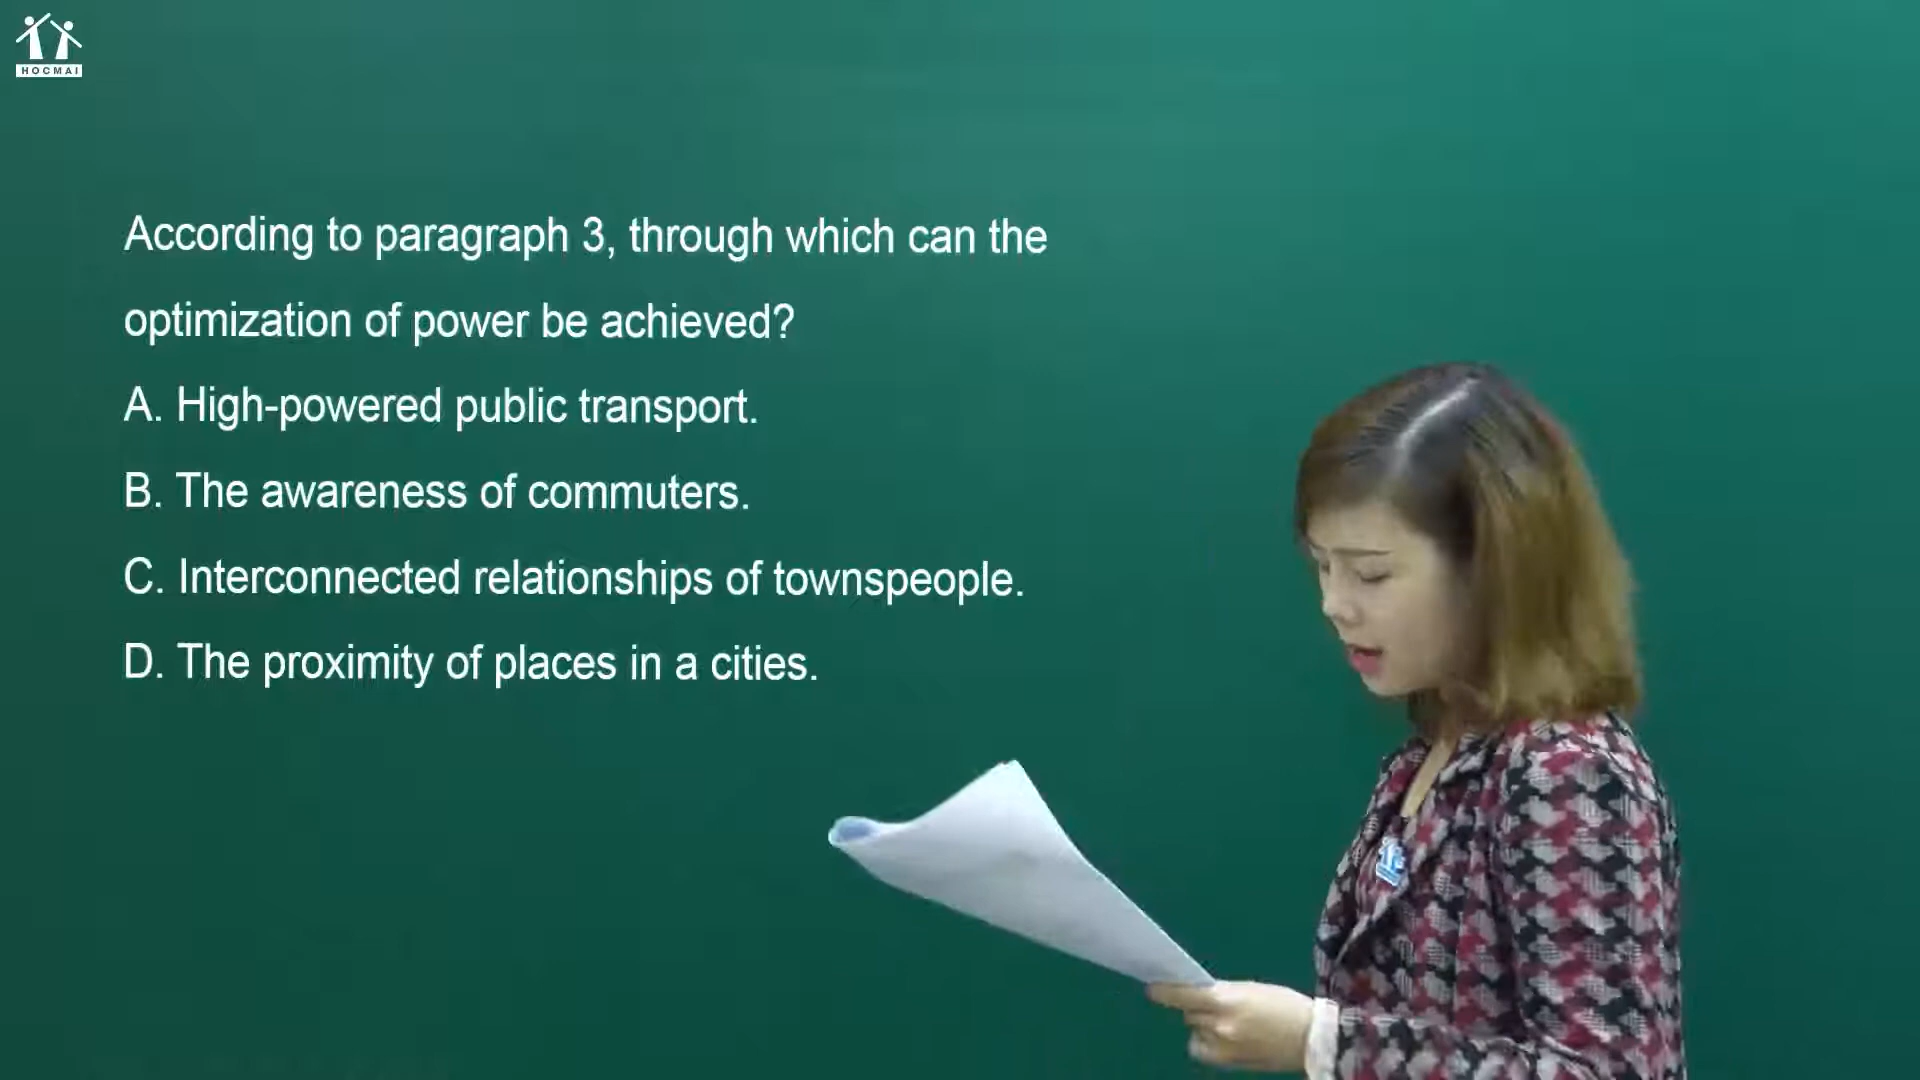 HOCMAI
According to paragraph 3, through which can the
optimization of power be achieved?
A. High-powered public transport.
B. The awareness of commuters.
C. Interconnected relationships of townspeople.
D. The proximity of places in a cities.